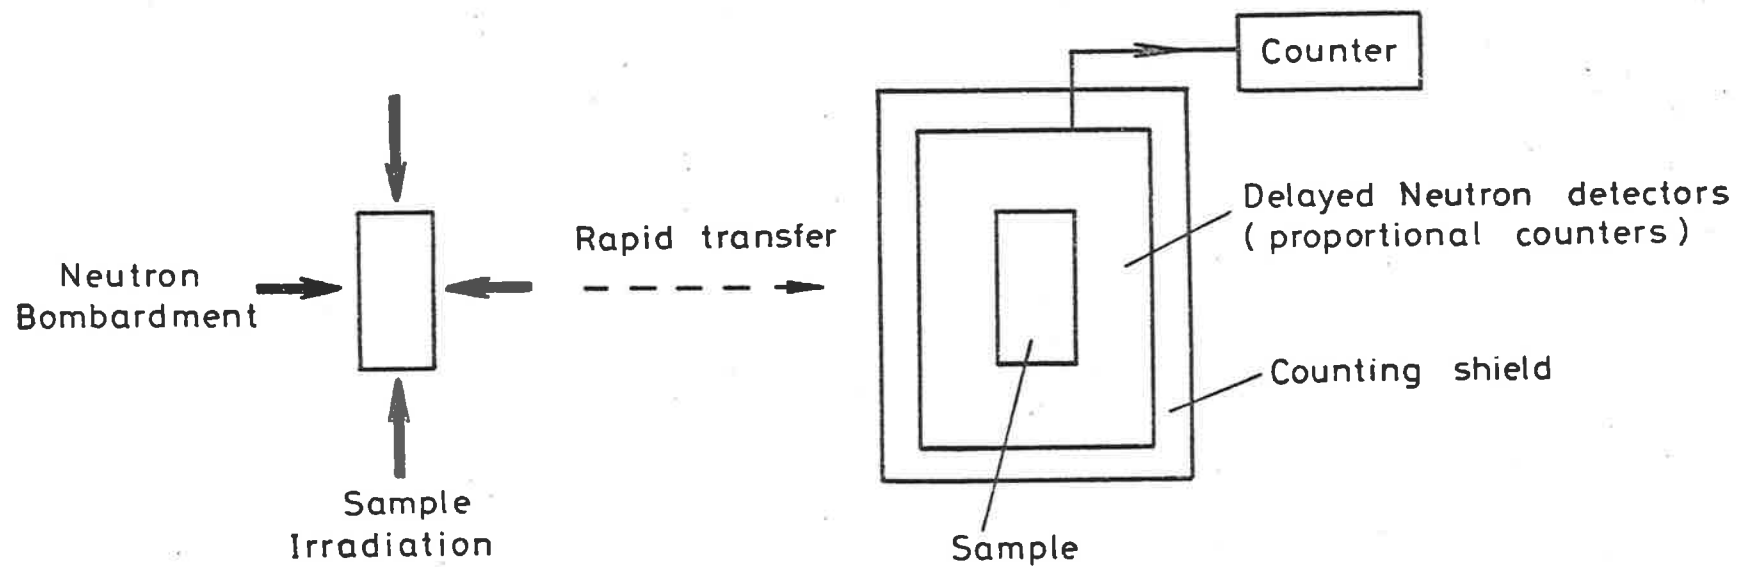 Counter
Delayed Neutron detectors
( proportional counters )
Rapid transfer
Neutron
Bombardment
Counting shield
Sample
Irradiation
Sample